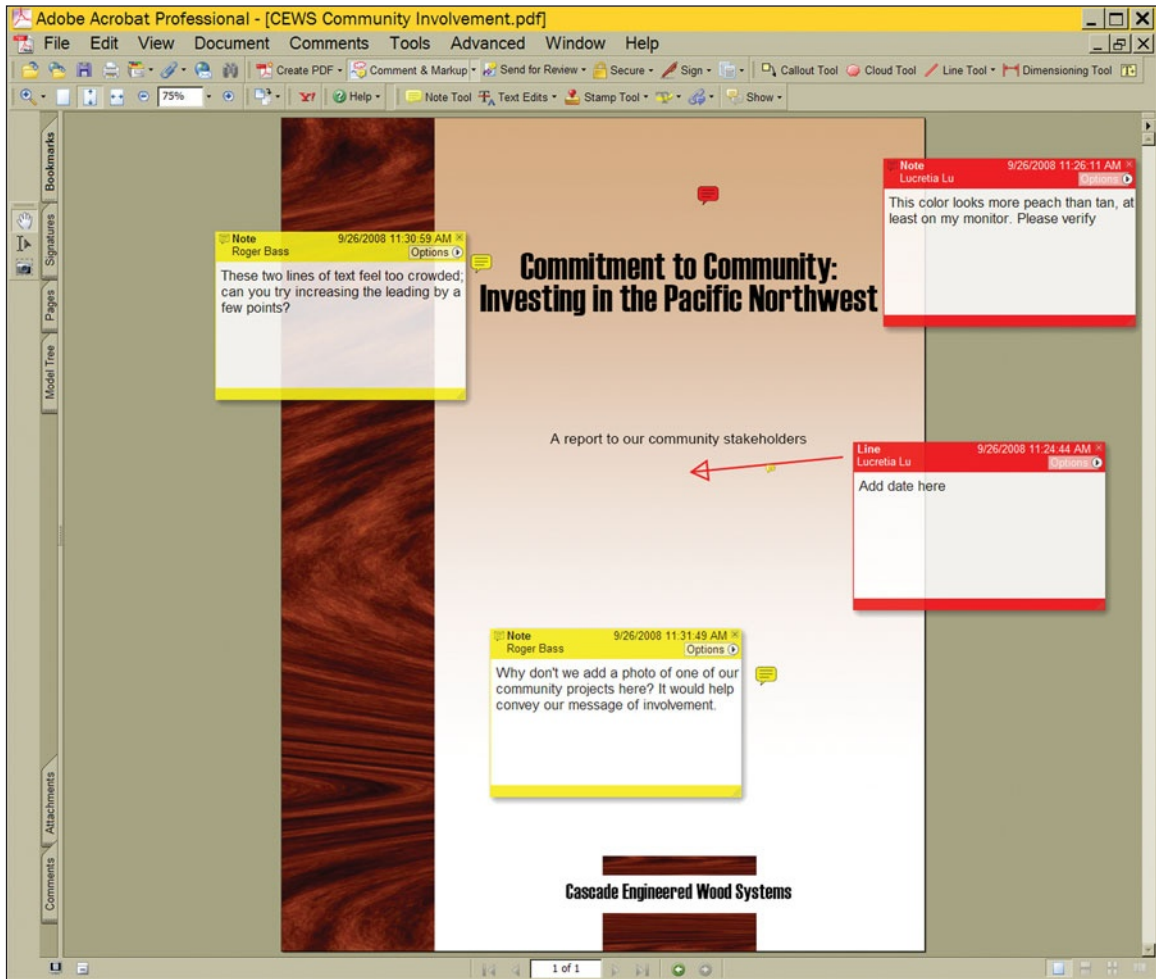 Adobe Acrobat Professional - [CEWS Community Involvement.pdf]
File Edit View Document Comments Tools Advanced Window Help
Create PDF Comment & Markup Send for Review Secure Sign Callout Tool Cloud Tool Line Tool Dimensioning Tool
75% Y! Help Note Tool Text Edits Stamp Tool Show
Bookmarks
Signatures
Pages
Model Tree
Attachments
Comments
Note 9/26/2008 11:26:11 AM
Lucretia Lu Options
This color looks more peach than tan, at
least on my monitor. Please verify
Note 9/26/2008 11:30:59 AM
Roger Bass Options
These two lines of text feel too crowded;
can you try increasing the leading by a
few points?
Commitment to Community:
Investing in the Pacific Northwest
A report to our community stakeholders
Line 9/26/2008 11:24:44 AM
Lucretia Lu Options
Add date here
Note 9/26/2008 11:31:49 AM
Roger Bass Options
Why don't we add a photo of one of our
community projects here? It would help
convey our message of involvement.
Cascade Engineered Wood Systems
1 of 1